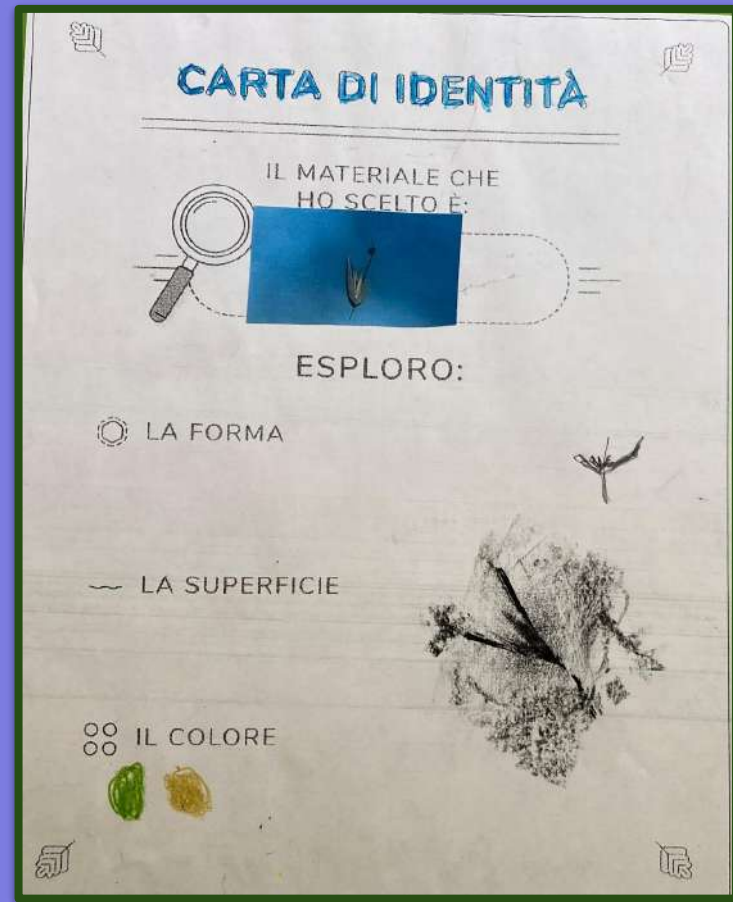 CARTA DI IDENTITÀ
IL MATERIALE CHE
HO SCELTO È:
ESPLORO:
LA FORMA
LA SUPERFICIE
IL COLORE